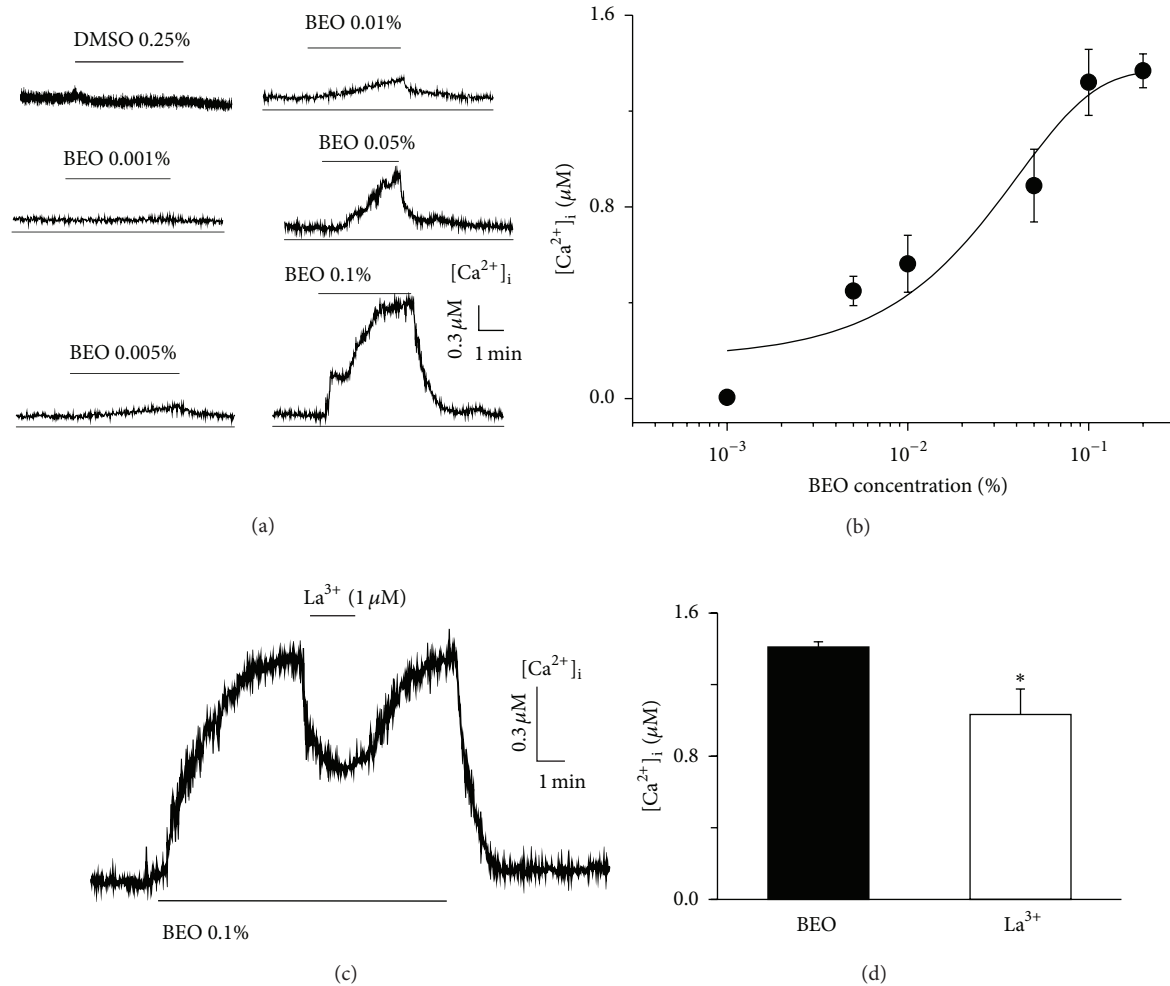 DMSO 0.25%
BEO 0.01%
BEO 0.001%
BEO 0.05%
BEO 0.005%
BEO 0.1%
[Ca²⁺]ᵢ
0.3 μM
1 min
(a)
1.6
0.8
0.0
[Ca²⁺]ᵢ (μM)
10⁻³
10⁻²
10⁻¹
BEO concentration (%)
(b)
La³⁺ (1 μM)
[Ca²⁺]ᵢ
0.3 μM
1 min
BEO 0.1%
(c)
1.6
0.8
0.0
[Ca²⁺]ᵢ (μM)
*
BEO
La³⁺
(d)